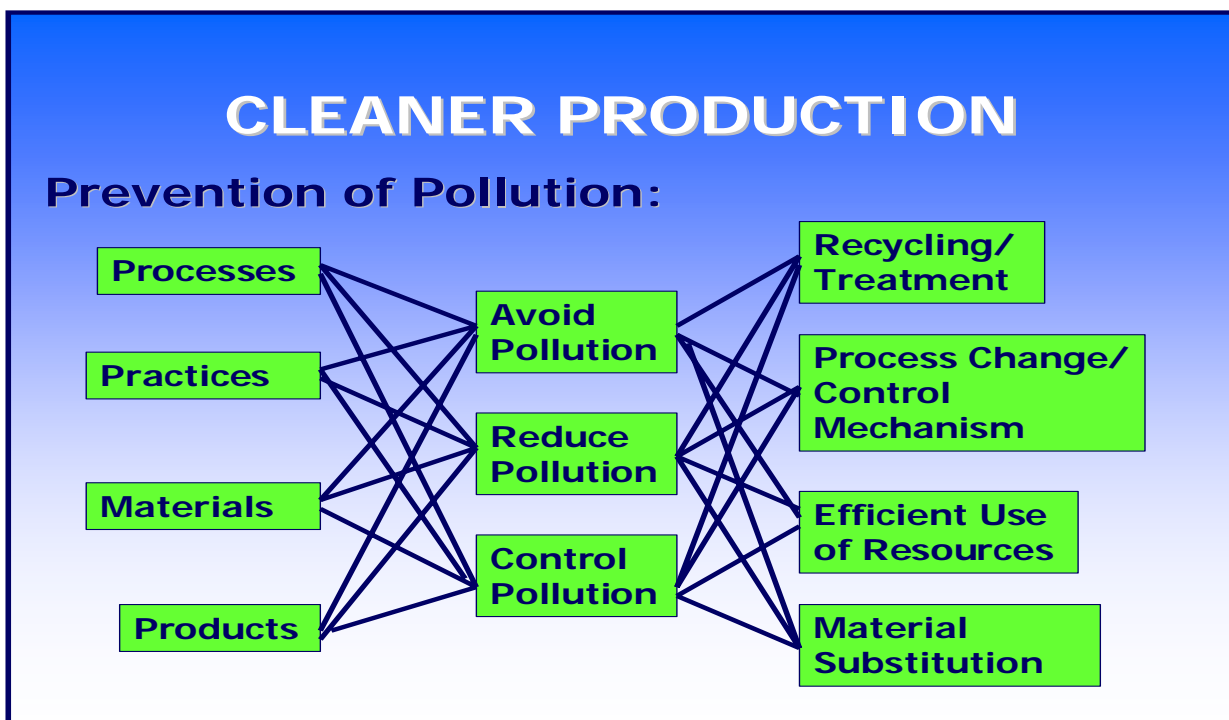 CLEANER PRODUCTION
Prevention of Pollution:
Processes
Practices
Materials
Products
Avoid
Pollution
Reduce
Pollution
Control
Pollution
Recycling/
Treatment
Process Change/
Control
Mechanism
Efficient Use
of Resources
Material
Substitution